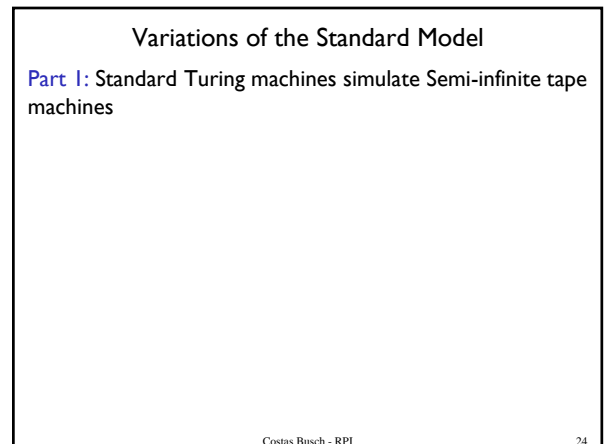 Variations of the Standard Model
Part 1: Standard Turing machines simulate Semi-infinite tape
machines
Costas Busch - RPI
24